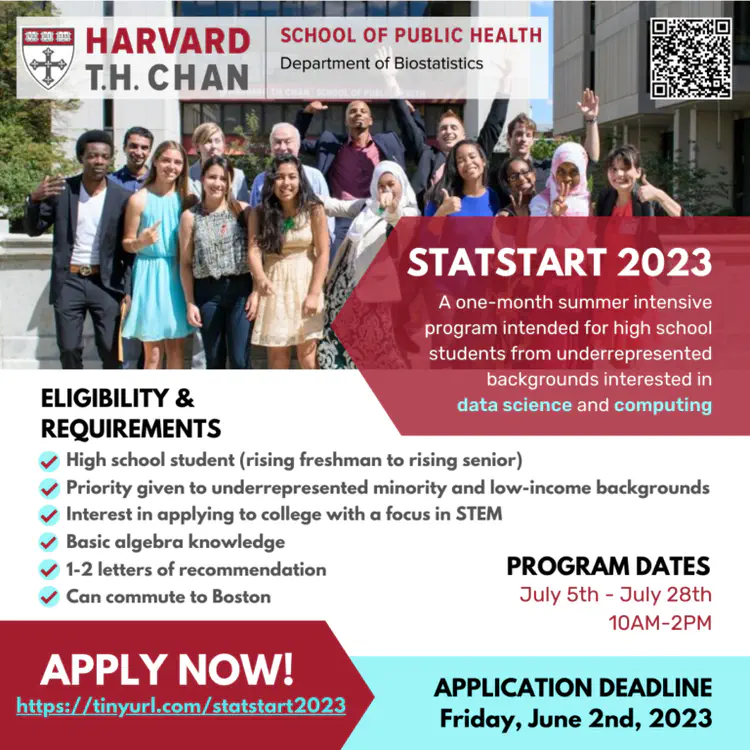 HARVARD
T.H. CHAN
SCHOOL OF PUBLIC HEALTH
Department of Biostatistics
STATSTART 2023
A one-month summer intensive
program intended for high school
students from underrepresented
backgrounds interested in
data science and computing
ELIGIBILITY &
REQUIREMENTS
High school student (rising freshman to rising senior)
Priority given to underrepresented minority and low-income backgrounds
Interest in applying to college with a focus in STEM
Basic algebra knowledge
1-2 letters of recommendation
Can commute to Boston
PROGRAM DATES
July 5th - July 28th
10AM-2PM
APPLY NOW!
https://tinyurl.com/statstart2023
APPLICATION DEADLINE
Friday, June 2nd, 2023